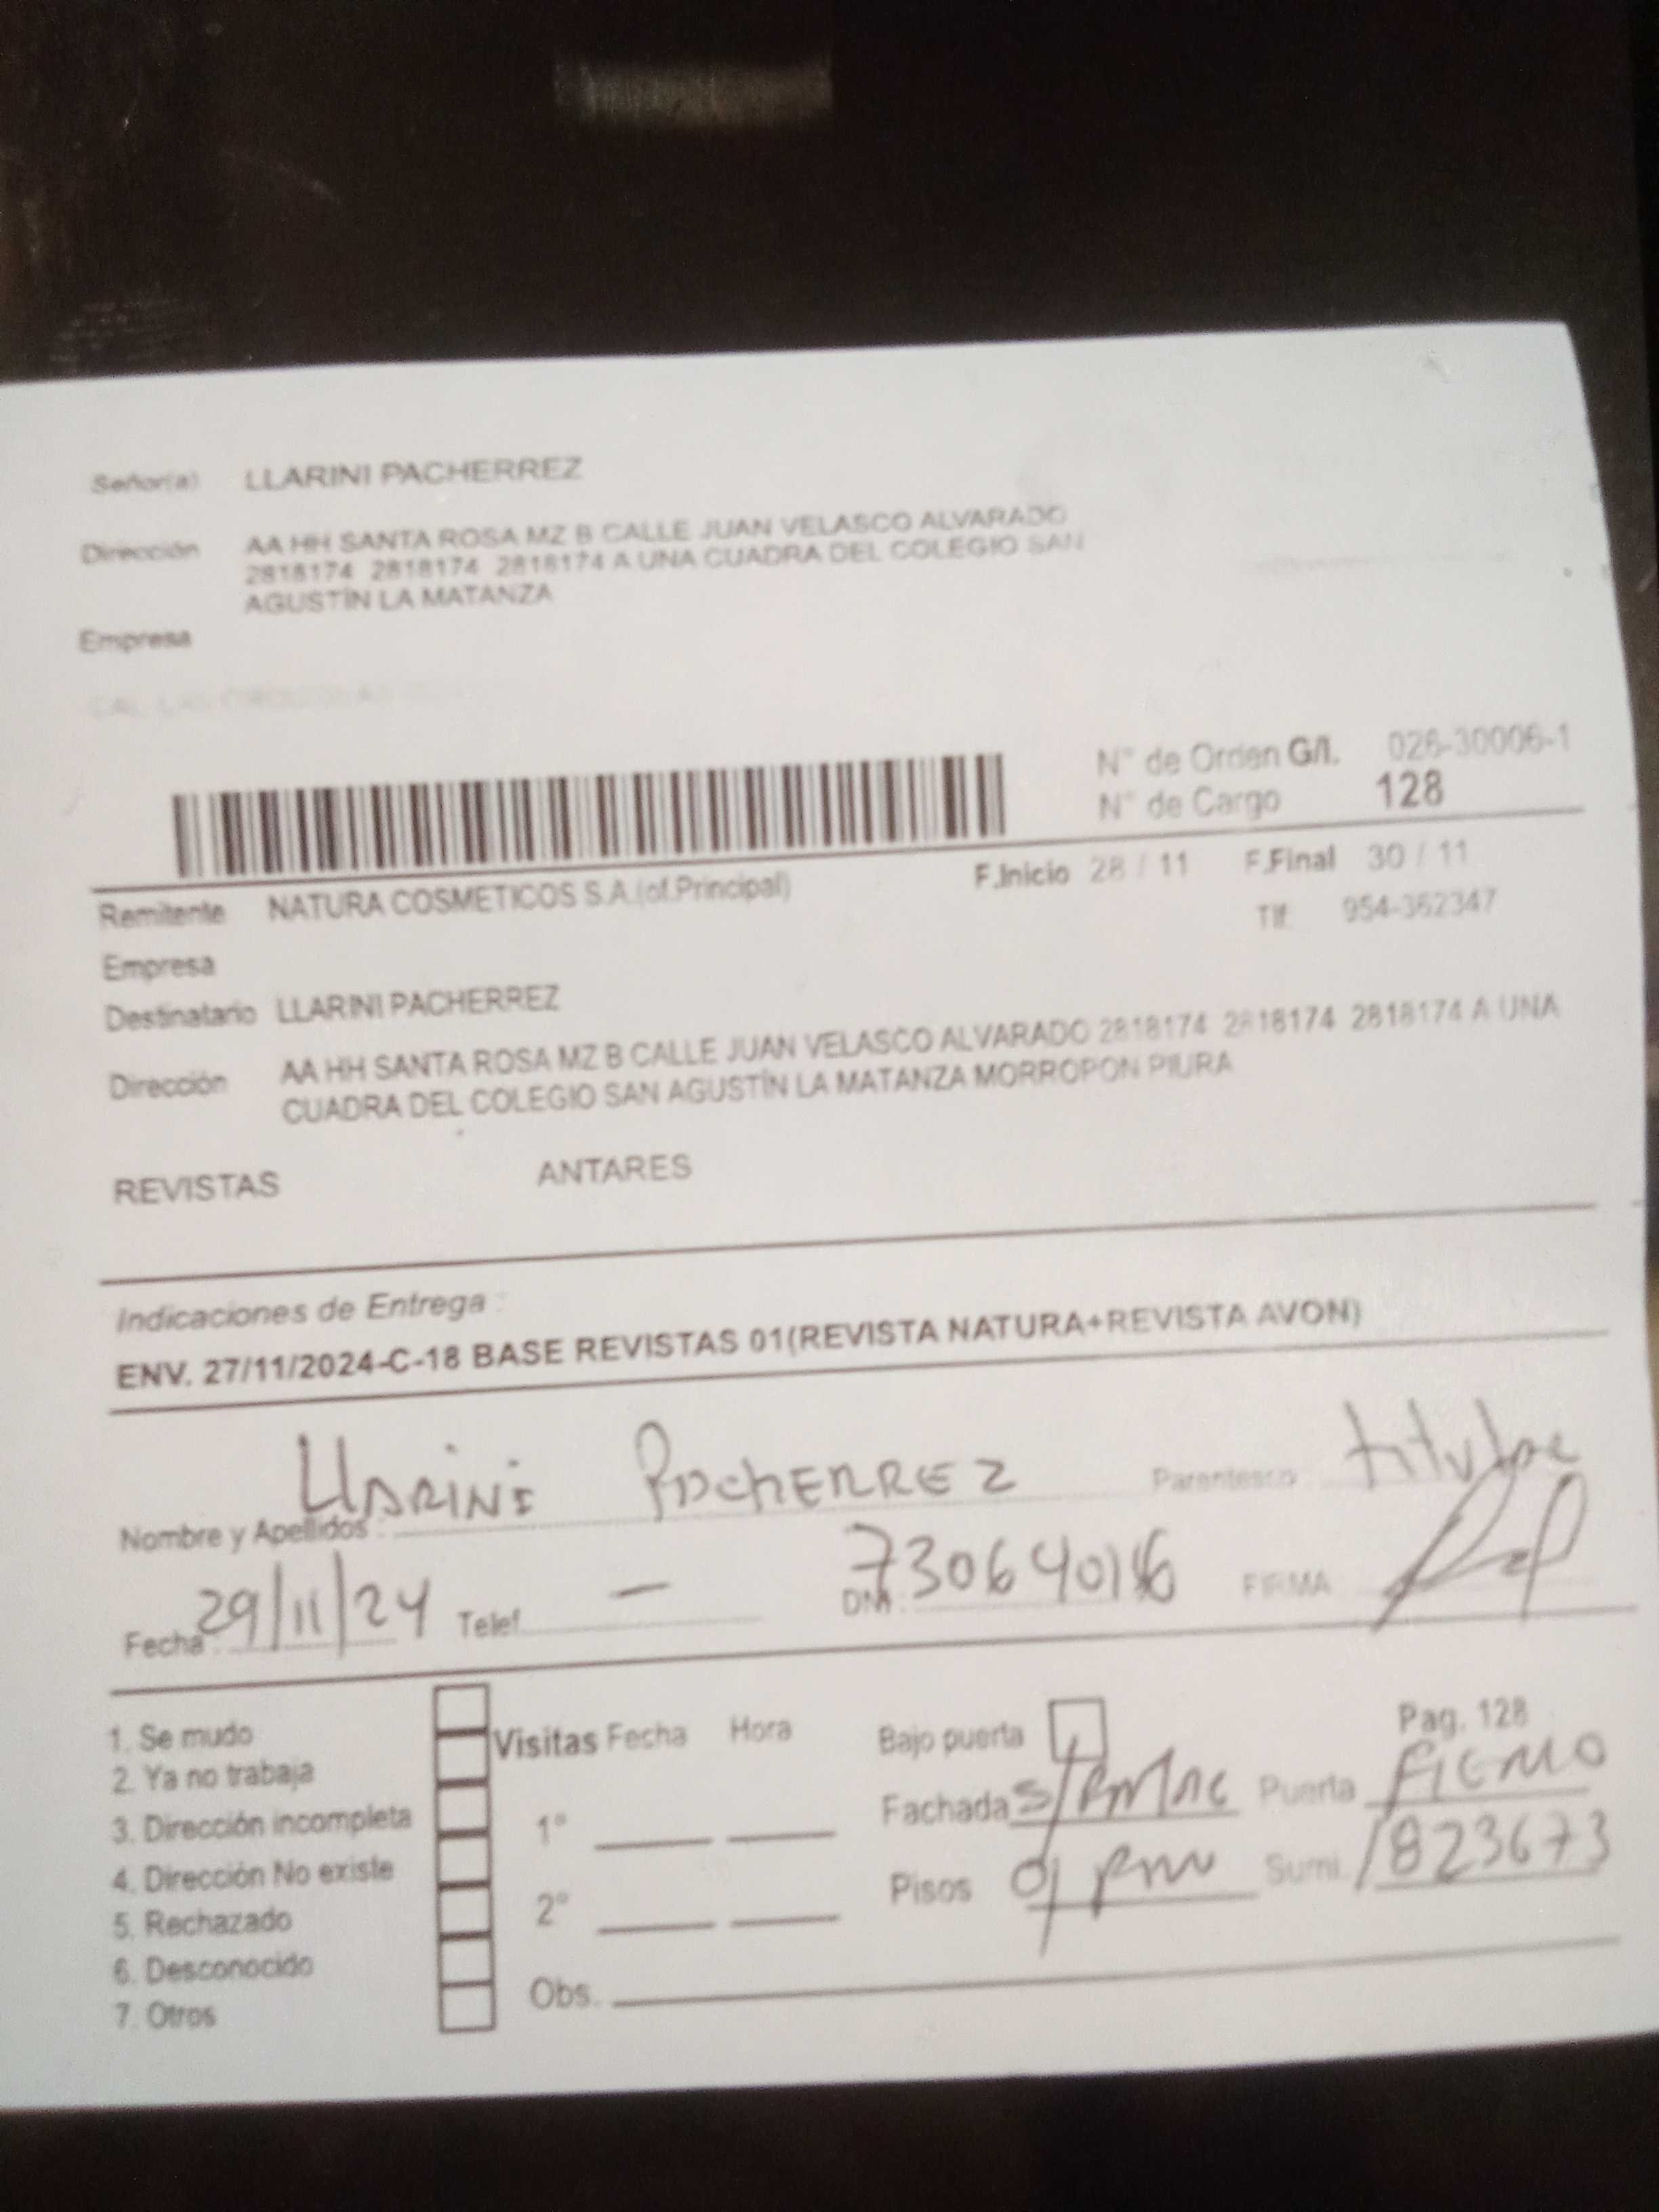 Señor(a) LLARINI PACHERREZ
Dirección AA HH SANTA ROSA MZ B CALLE JUAN VELASCO ALVARADO
2818174 2818174 2818174 A UNA CUADRA DEL COLEGIO SAN
AGUSTÍN LA MATANZA
Empresa
N° de Orden G/I. 026-30006-1
N° de Cargo 128
Remitente NATURA COSMETICOS S.A.(of.Principal) F.Inicio 28 / 11 F.Final 30 / 11
Tlf: 954-362347
Empresa
Destinatario LLARINI PACHERREZ
Dirección AA HH SANTA ROSA MZ B CALLE JUAN VELASCO ALVARADO 2818174 2818174 2818174 A UNA
CUADRA DEL COLEGIO SAN AGUSTÍN LA MATANZA MORROPON PIURA
REVISTAS ANTARES
Indicaciones de Entrega :
ENV. 27/11/2024-C-18 BASE REVISTAS 01(REVISTA NATURA+REVISTA AVON)
Nombre y Apellidos : Llarini Pacherrez Parentesco : titular
Fecha : 29/11/24 Telef. — DNI : FIRMA
1. Se mudo
2. Ya no trabaja
3. Dirección incompleta
4. Dirección No existe
5. Rechazado
6. Desconocido
7. Otros
Visitas Fecha Hora
1°
2°
Obs.
Bajo puerta Pag. 128
Fachada Puerta
Pisos Sumi. 1823673